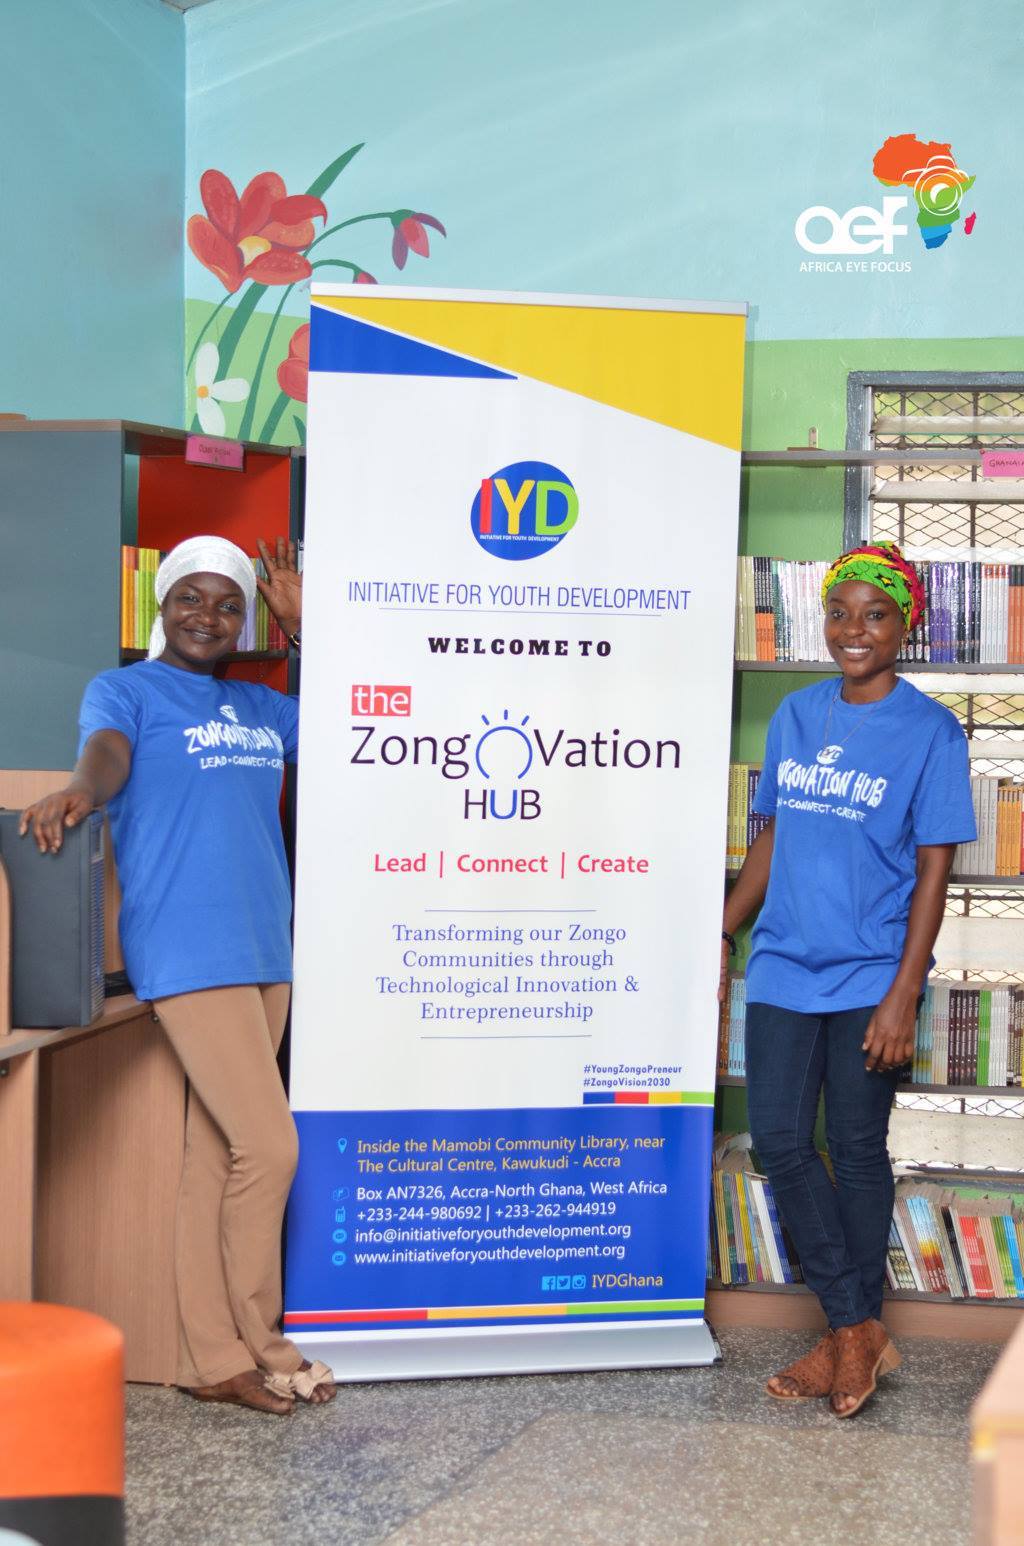 aef
AFRICA EYE FOCUS
IYD
INITIATIVE FOR YOUTH DEVELOPMENT
INITIATIVE FOR YOUTH DEVELOPMENT
WELCOME TO
the
ZongOVation
HUB
Lead | Connect | Create
Transforming our Zongo
Communities through
Technological Innovation &
Entrepreneurship
#YoungZongoPreneur
#ZongoVision2030
Inside the Mamobi Community Library, near
The Cultural Centre, Kawukudi - Accra
Box AN7326, Accra-North Ghana, West Africa
+233-244-980692 | +233-262-944919
info@initiativeforyouthdevelopment.org
www.initiativeforyouthdevelopment.org
IYDGhana
ZONGOVATION
LEAD • CONNECT •
IYD
NGOVATION HUB
• CONNECT • CREATE